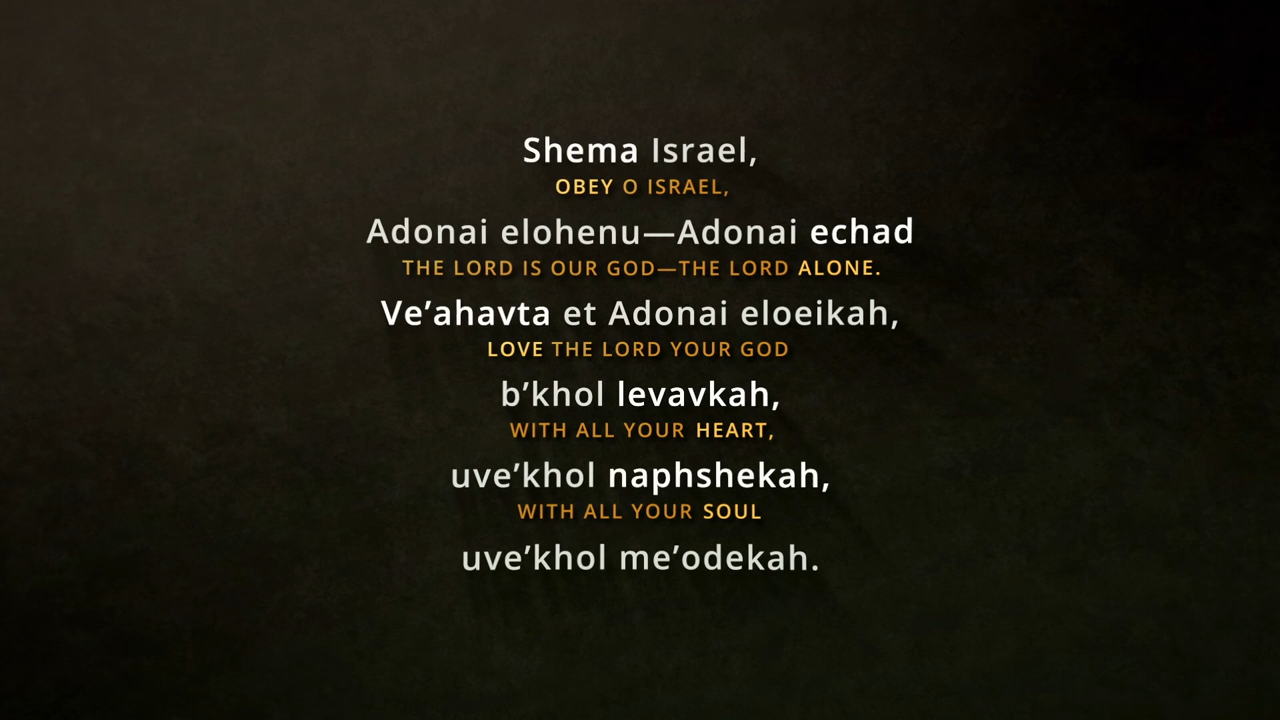 Shema Israel,
OBEY O ISRAEL,
Adonai elohenu—Adonai echad
THE LORD IS OUR GOD—THE LORD ALONE.
Ve’ahavta et Adonai eloeikah,
LOVE THE LORD YOUR GOD
b’khol levavkah,
WITH ALL YOUR HEART,
uve’khol naphshekah,
WITH ALL YOUR SOUL
uve’khol me’odekah.